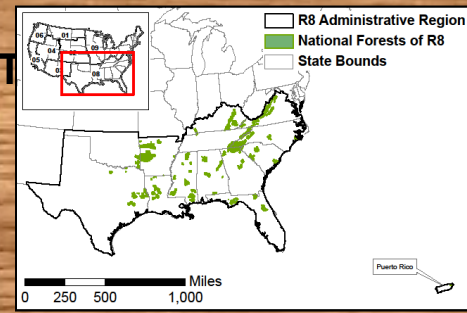 T
R8 Administrative Region
National Forests of R8
State Bounds
06
01
04
09
05
08
Puerto Rico
Miles
0 250 500 1,000